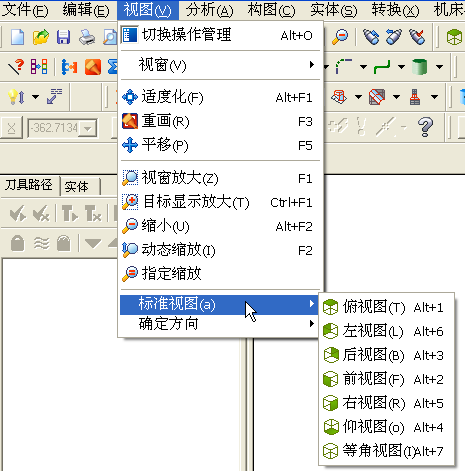 文件(F) 编辑(E) 视图(V) 分析(A) 构图(C) 实体(S) 转换(X) 机床
切换操作管理 Alt+O
视窗(V)
适度化(F) Alt+F1
重画(R) F3
平移(P) F5
视窗放大(Z) F1
目标显示放大(T) Ctrl+F1
缩小(U) Alt+F2
动态缩放(I) F2
指定缩放
标准视图(a)
确定方向
X -362.7134
刀具路径 实体
俯视图(T) Alt+1
左视图(L) Alt+6
后视图(B) Alt+3
前视图(F) Alt+2
右视图(R) Alt+5
仰视图(o) Alt+4
等角视图(I) Alt+7